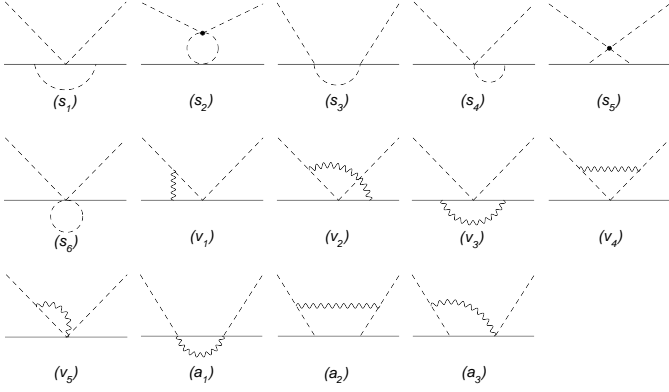 (s₁) (s₂) (s₃) (s₄) (s₅)
(s₆) (v₁) (v₂) (v₃) (v₄)
(v₅) (a₁) (a₂) (a₃)